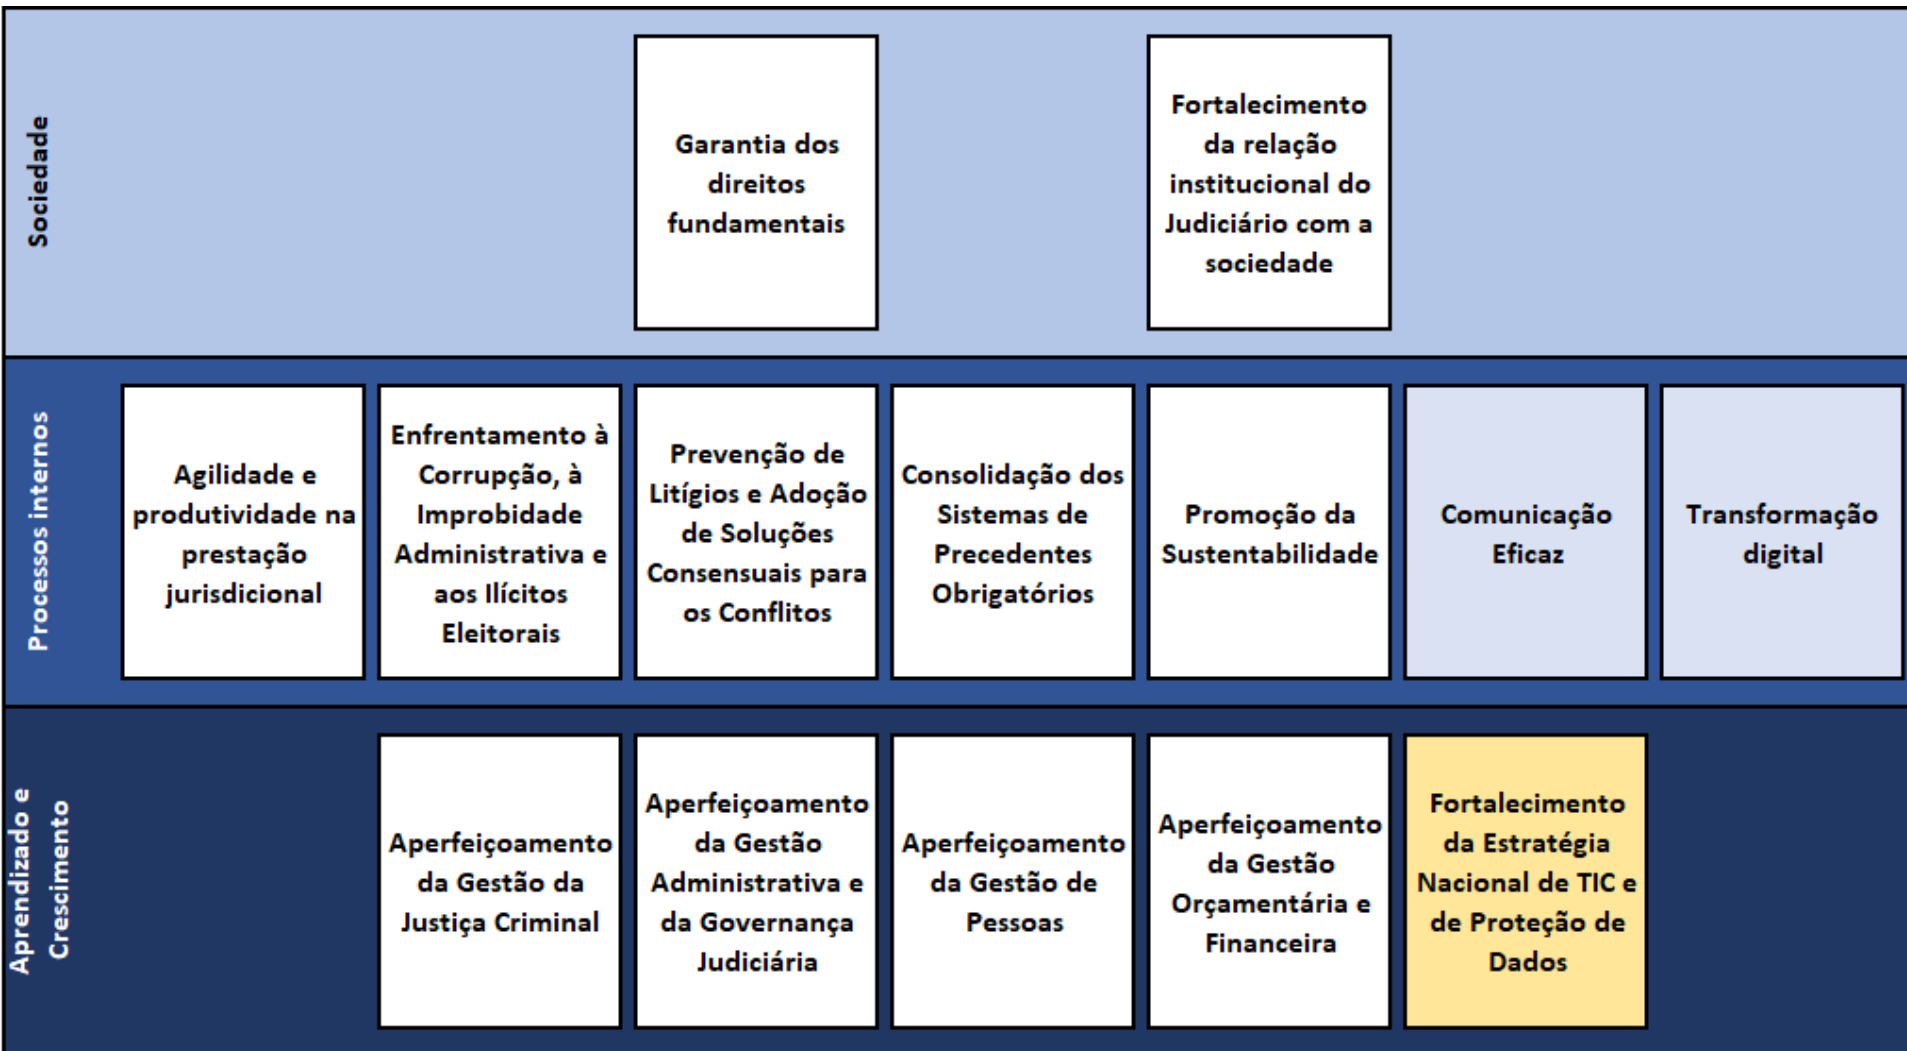 Sociedade
Garantia dos
direitos
fundamentais
Fortalecimento
da relação
institucional do
Judiciário com a
sociedade
Processos internos
Agilidade e
produtividade na
prestação
jurisdicional
Enfrentamento à
Corrupção, à
Improbidade
Administrativa e
aos Ilícitos
Eleitorais
Prevenção de
Litígios e Adoção
de Soluções
Consensuais para
os Conflitos
Consolidação dos
Sistemas de
Precedentes
Obrigatórios
Promoção da
Sustentabilidade
Comunicação
Eficaz
Transformação
digital
Aprendizado e
Crescimento
Aperfeiçoamento
da Gestão da
Justiça Criminal
Aperfeiçoamento
da Gestão
Administrativa e
da Governança
Judiciária
Aperfeiçoamento
da Gestão de
Pessoas
Aperfeiçoamento
da Gestão
Orçamentária e
Financeira
Fortalecimento
da Estratégia
Nacional de TIC e
de Proteção de
Dados